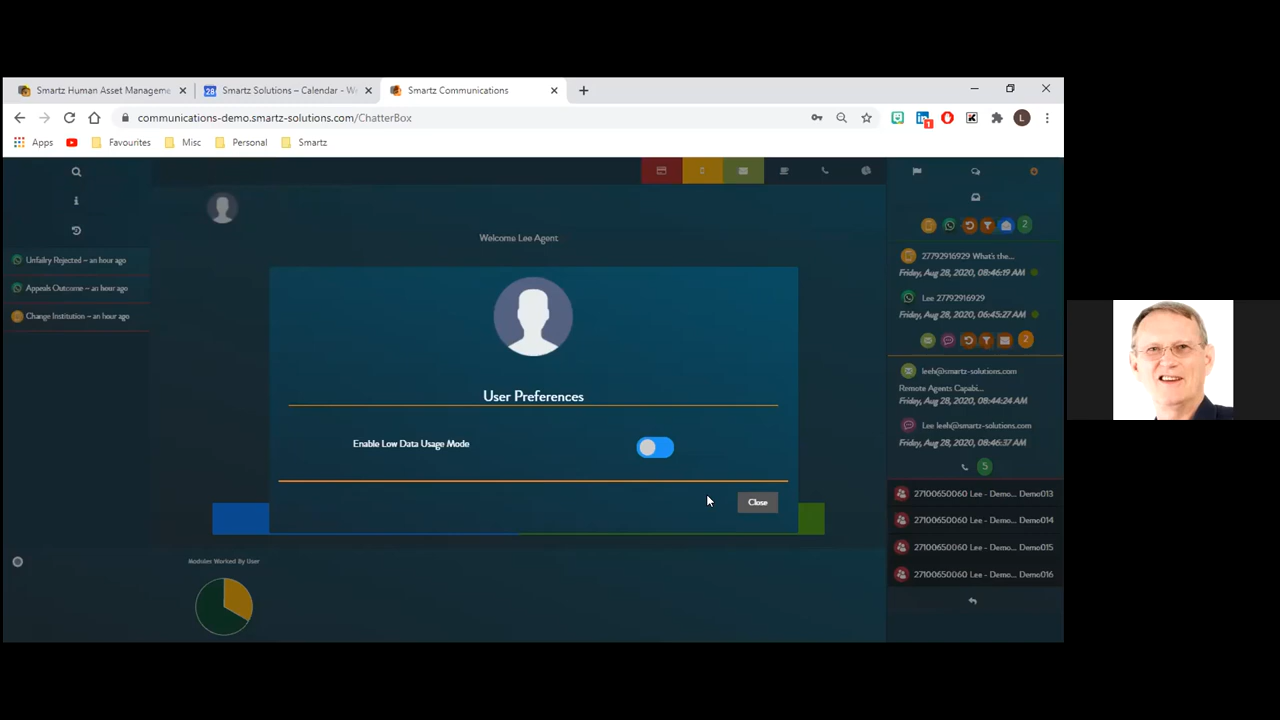 Smartz Human Asset Manageme
Smartz Solutions – Calendar - We
Smartz Communications
communications-demo.smartz-solutions.com/ChatterBox
L
Apps
Favourites
Misc
Personal
Smartz
1
Welcome Lee Agent
Unfailry Rejected – an hour ago
Appeals Outcome – an hour ago
Change Institution – an hour ago
User Preferences
Enable Low Data Usage Mode
Close
Modules Worked By User
2
27792916929 What's the...
Friday, Aug 28, 2020, 08:46:19 AM
Lee 27792916929
Friday, Aug 28, 2020, 06:45:27 AM
2
leeh@smartz-solutions.com
Remote Agents Capabi...
Friday, Aug 28, 2020, 08:44:24 AM
Lee leeh@smartz-solutions.com
Friday, Aug 28, 2020, 08:46:37 AM
5
27100650060 Lee - Demo... Demo013
27100650060 Lee - Demo... Demo014
27100650060 Lee - Demo... Demo015
27100650060 Lee - Demo... Demo016